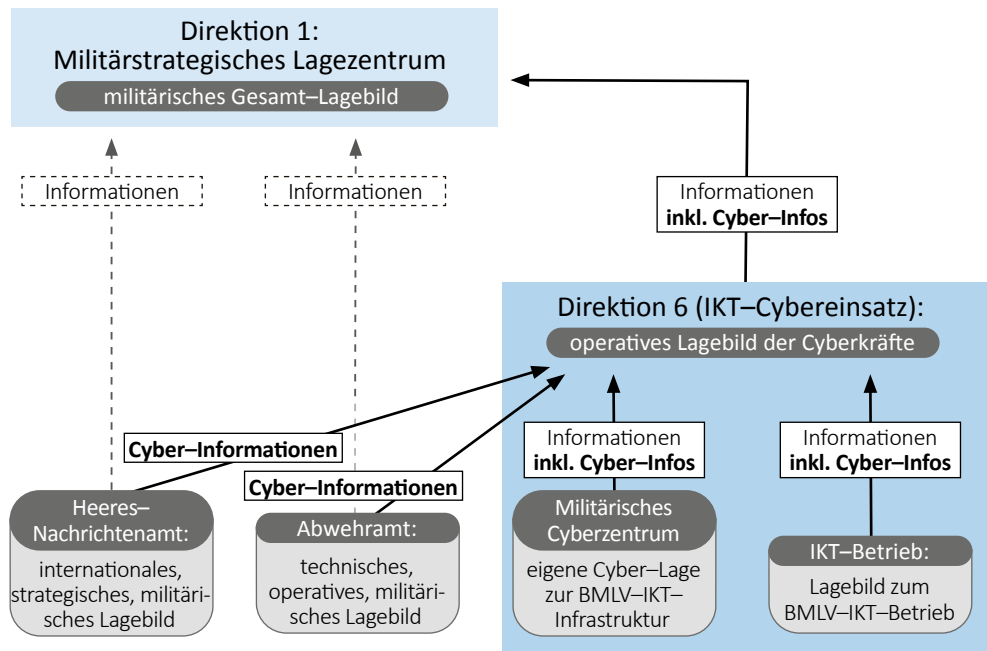 Direktion 1:
Militärstrategisches Lagezentrum
militärisches Gesamt–Lagebild
Informationen
Informationen
Informationen
inkl. Cyber–Infos
Direktion 6 (IKT–Cybereinsatz):
operatives Lagebild der Cyberkräfte
Cyber–Informationen
Cyber–Informationen
Informationen
inkl. Cyber–Infos
Informationen
inkl. Cyber–Infos
Heeres–
Nachrichtenamt:
internationales,
strategisches, militäri-
sches Lagebild
Abwehramt:
technisches,
operatives, militäri-
sches Lagebild
Militärisches
Cyberzentrum
eigene Cyber–Lage
zur BMLV–IKT–
Infrastruktur
IKT–Betrieb:
Lagebild zum
BMLV–IKT–Betrieb